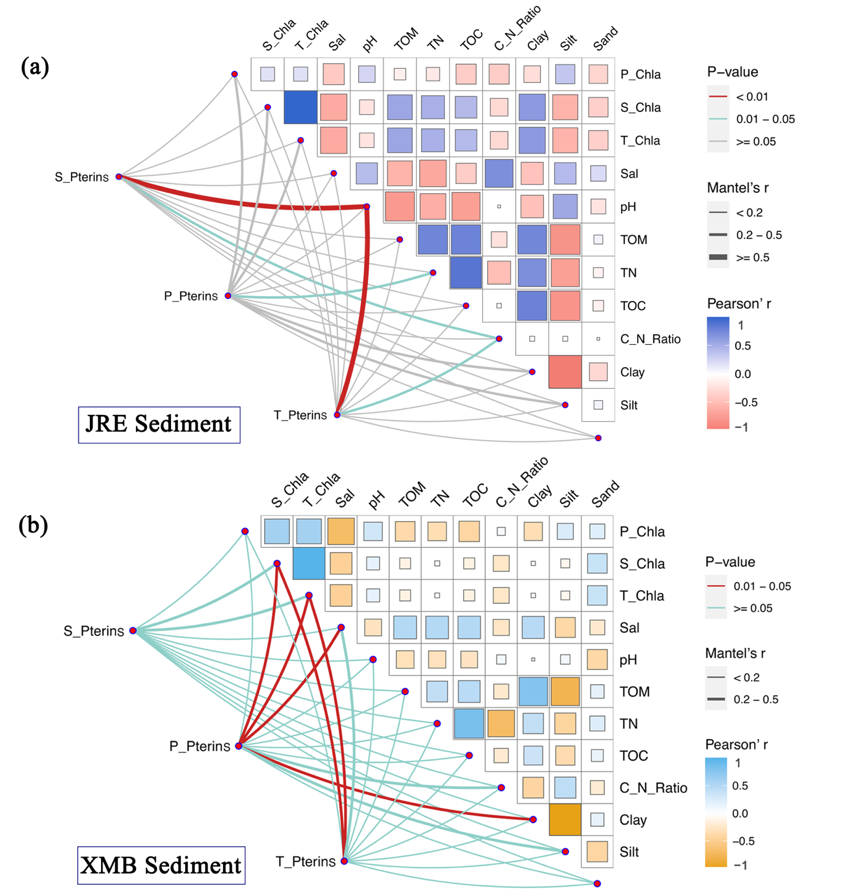 (a)
S_Chla T_Chla Sal pH TOM TN TOC C_N_Ratio Clay Silt Sand
P_Chla
S_Chla
T_Chla
Sal
pH
TOM
TN
TOC
C_N_Ratio
Clay
Silt
S_Pterins
P_Pterins
T_Pterins
JRE Sediment
P−value
< 0.01
0.01 − 0.05
>= 0.05
Mantel's r
< 0.2
0.2 − 0.5
>= 0.5
Pearson' r
1
0.5
0.0
−0.5
−1
(b)
S_Chla T_Chla Sal pH TOM TN TOC C_N_Ratio Clay Silt Sand
P_Chla
S_Chla
T_Chla
Sal
pH
TOM
TN
TOC
C_N_Ratio
Clay
Silt
S_Pterins
P_Pterins
T_Pterins
XMB Sediment
P−value
0.01 − 0.05
>= 0.05
Mantel's r
< 0.2
0.2 − 0.5
Pearson' r
1
0.5
0.0
−0.5
−1